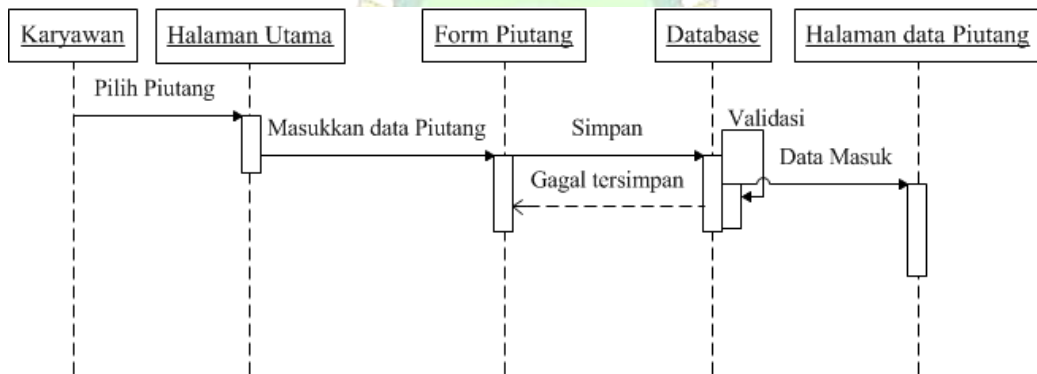 Karyawan
Halaman Utama
Form Piutang
Database
Halaman data Piutang
Pilih Piutang
Masukkan data Piutang
Simpan
Validasi
Data Masuk
Gagal tersimpan